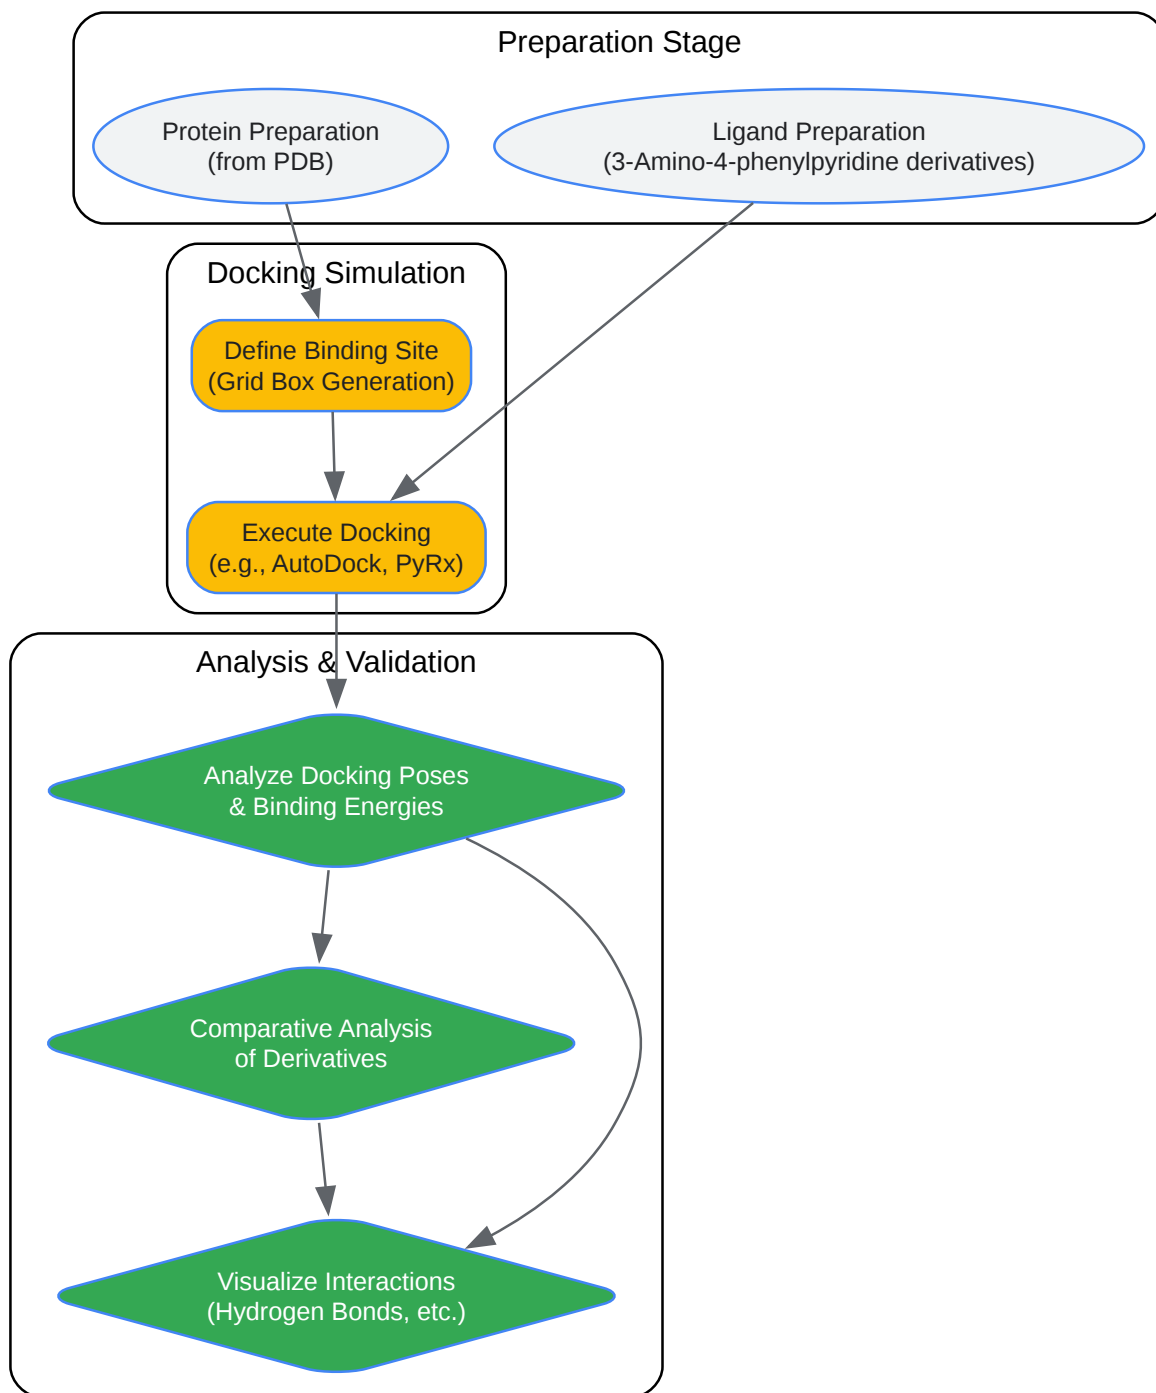 Preparation Stage
Protein Preparation
(from PDB)
Ligand Preparation
(3-Amino-4-phenylpyridine derivatives)
Docking Simulation
Define Binding Site
(Grid Box Generation)
Execute Docking
(e.g., AutoDock, PyRx)
Analysis & Validation
Analyze Docking Poses
& Binding Energies
Comparative Analysis
of Derivatives
Visualize Interactions
(Hydrogen Bonds, etc.)